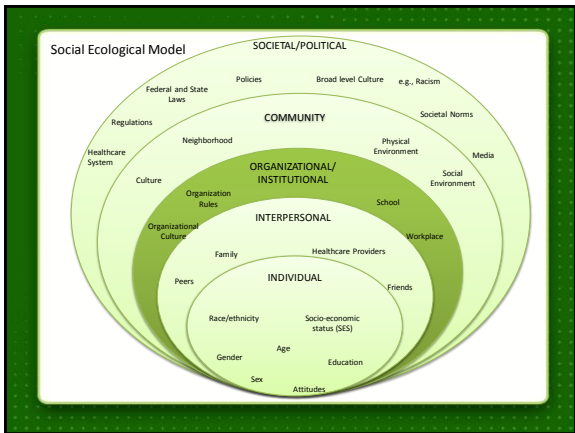 Social Ecological Model
SOCIETAL/POLITICAL
Policies
Broad level Culture
e.g., Racism
Federal and State
Laws
Regulations
Societal Norms
Healthcare
System
Media
COMMUNITY
Neighborhood
Physical
Environment
Culture
Social
Environment
ORGANIZATIONAL/
INSTITUTIONAL
Organization
Rules
School
Organizational
Culture
Workplace
INTERPERSONAL
Family
Healthcare Providers
Peers
Friends
INDIVIDUAL
Race/ethnicity
Socio-economic
status (SES)
Age
Gender
Education
Sex
Attitudes